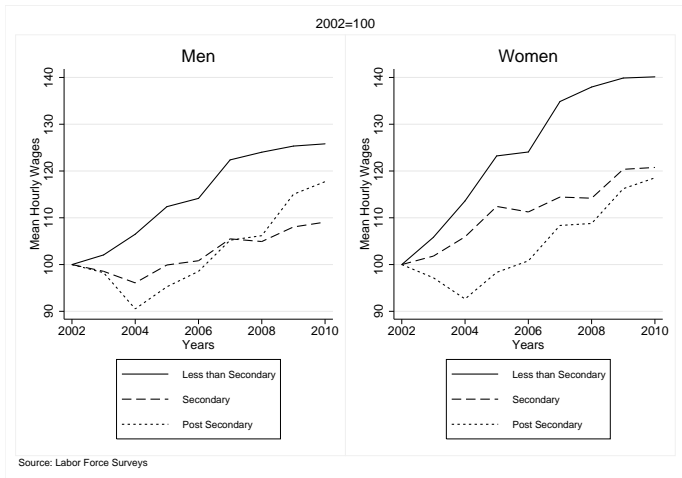 2002=100
Men
Mean Hourly Wages
90 100 110 120 130 140
2002 2004 2006 2008 2010
Years
Less than Secondary
Secondary
Post Secondary
Women
Mean Hourly Wages
90 100 110 120 130 140
2002 2004 2006 2008 2010
Years
Less than Secondary
Secondary
Post Secondary
Source: Labor Force Surveys